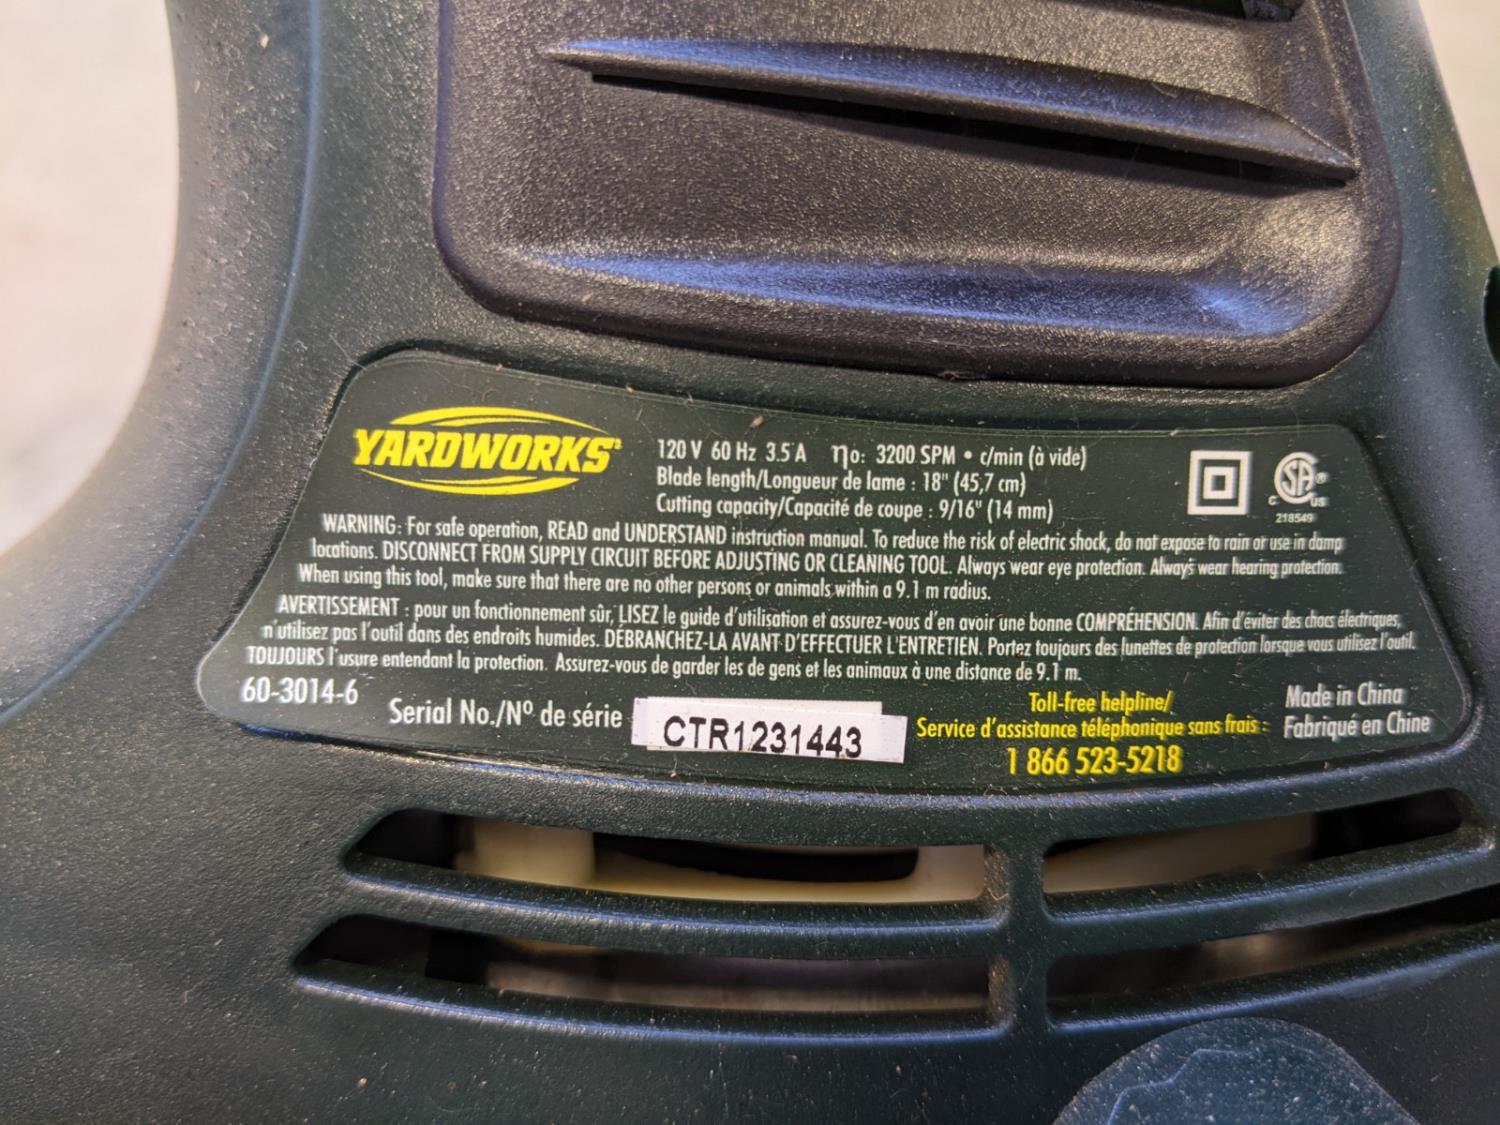 YARDWORKS
120 V 60 Hz 3.5 A ηo: 3200 SPM • c/min (à vide)
Blade length/Longueur de lame : 18" (45,7 cm)
Cutting capacity/Capacité de coupe : 9/16" (14 mm)
CSA®
C US
218549
WARNING: For safe operation, READ and UNDERSTAND instruction manual. To reduce the risk of electric shock, do not expose to rain or use in damp
locations. DISCONNECT FROM SUPPLY CIRCUIT BEFORE ADJUSTING OR CLEANING TOOL. Always wear eye protection. Always wear hearing protection.
When using this tool, make sure that there are no other persons or animals within a 9.1 m radius.
AVERTISSEMENT : pour un fonctionnement sûr, LISEZ le guide d'utilisation et assurez-vous d'en avoir une bonne COMPRÉHENSION. Afin d'éviter des chocs électriques,
n'utilisez pas l'outil dans des endroits humides. DÉBRANCHEZ-LA AVANT D'EFFECTUER L'ENTRETIEN. Portez toujours des lunettes de protection lorsque vous utilisez l'outil.
TOUJOURS l'usure entendant la protection. Assurez-vous de garder les de gens et les animaux à une distance de 9.1 m.
60-3014-6
Serial No./Nº de série CTR1231443
Toll-free helpline/
Service d'assistance téléphonique sans frais :
1 866 523-5218
Made in China
Fabriqué en Chine